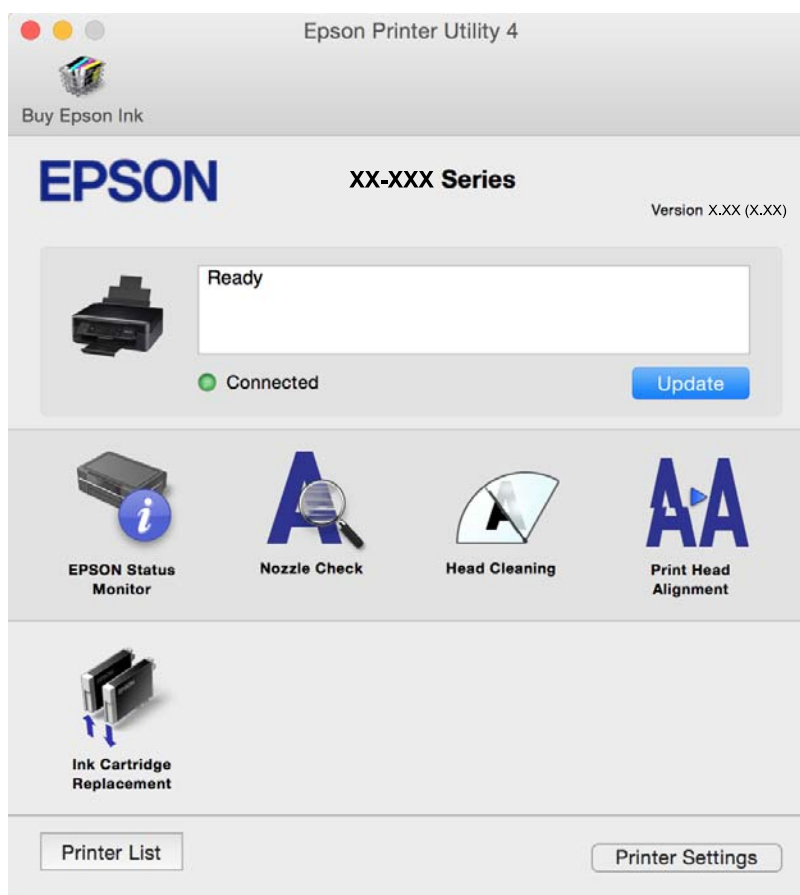 Epson Printer Utility 4
Buy Epson Ink
EPSON
XX-XXX Series
Version X.XX (X.XX)
Ready
Connected
Update
EPSON Status
Monitor
Nozzle Check
Head Cleaning
Print Head
Alignment
Ink Cartridge
Replacement
Printer List
Printer Settings